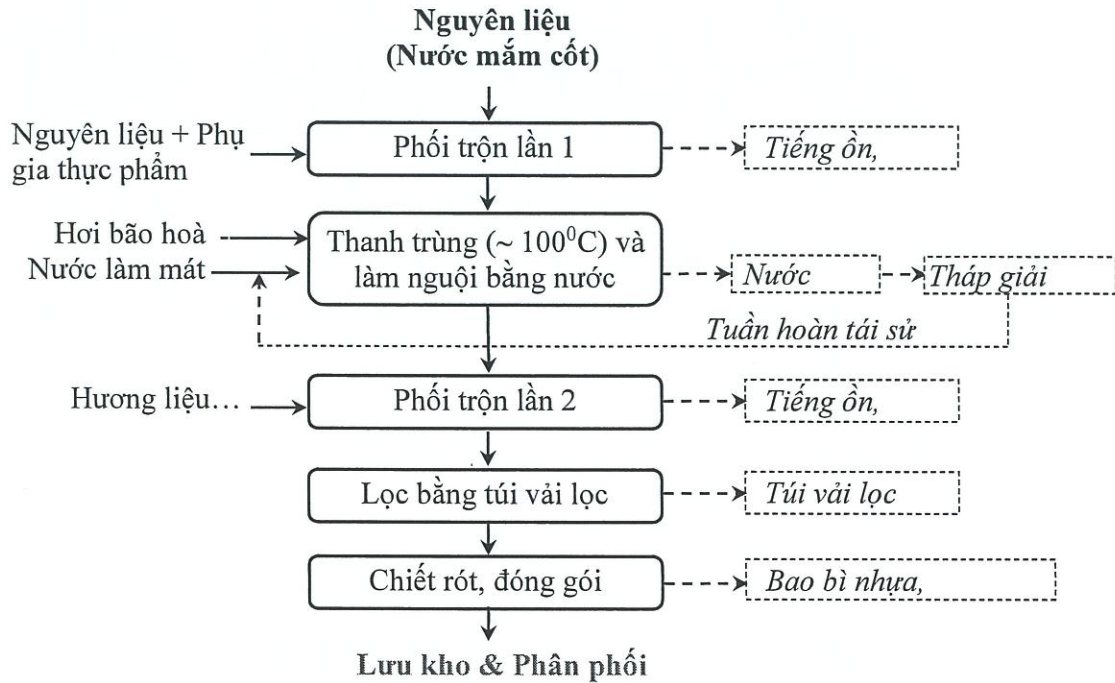 Nguyên liệu
(Nước mắm cốt)
Nguyên liệu + Phụ
gia thực phẩm
Phối trộn lần 1
Tiếng ồn,
Hơi bão hoà
Nước làm mát
Thanh trùng (~ 100⁰C) và
làm nguội bằng nước
Nước
Tháp giải
Tuần hoàn tái sử
Hương liệu…
Phối trộn lần 2
Tiếng ồn,
Lọc bằng túi vải lọc
Túi vải lọc
Chiết rót, đóng gói
Bao bì nhựa,
Lưu kho & Phân phối